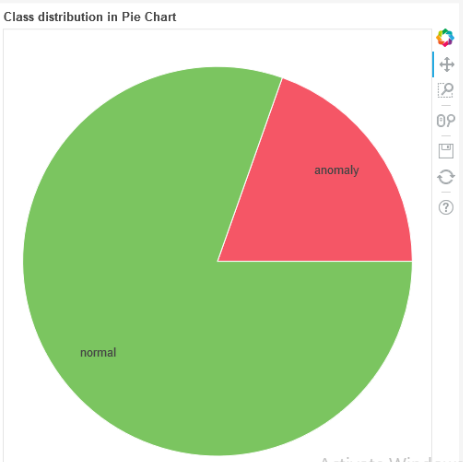 Class distribution in Pie Chart
anomaly
normal